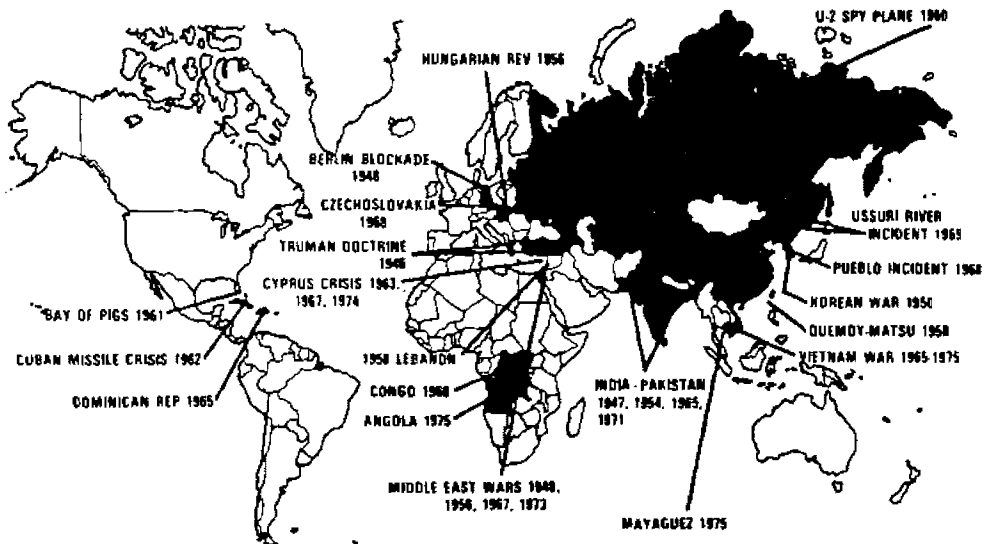 U-2 SPY PLANE 1960
HUNGARIAN REV 1956
BERLIN BLOCKADE
1948
CZECHOSLOVAKIA
1968
TRUMAN DOCTRINE
1946
CYPRUS CRISIS 1963,
1967, 1974
BAY OF PIGS 1961
CUBAN MISSILE CRISIS 1962
DOMINICAN REP 1965
1958 LEBANON
CONGO 1960
ANGOLA 1975
MIDDLE EAST WARS 1948,
1956, 1967, 1973
INDIA-PAKISTAN
1947, 1954, 1965,
1971
USSURI RIVER
INCIDENT 1969
PUEBLO INCIDENT 1968
KOREAN WAR 1950
QUEMOY-MATSU 1958
VIETNAM WAR 1965-1975
MAYAGUEZ 1975